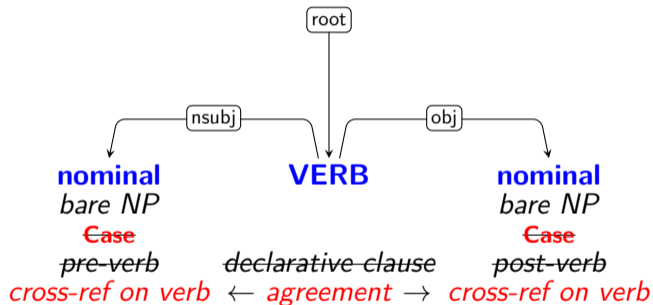 root
nsubj obj
nominal VERB nominal
bare NP bare NP
Case Case
pre-verb declarative clause post-verb
cross-ref on verb ← agreement → cross-ref on verb